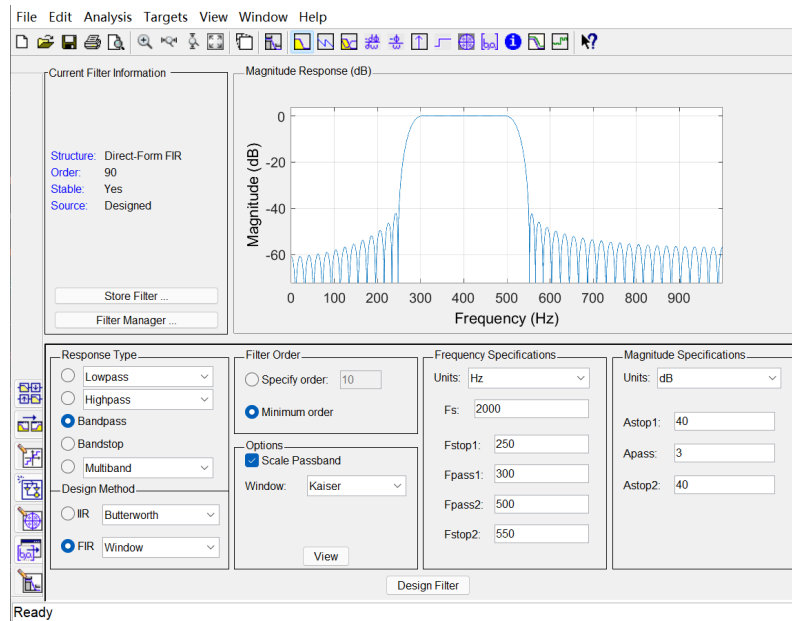 File Edit Analysis Targets View Window Help
Current Filter Information
Structure: Direct-Form FIR
Order: 90
Stable: Yes
Source: Designed
Store Filter ...
Filter Manager ...
Magnitude Response (dB)
Magnitude (dB)
0
-20
-40
-60
0 100 200 300 400 500 600 700 800 900
Frequency (Hz)
Response Type
Lowpass
Highpass
Bandpass
Bandstop
Multiband
Design Method
IIR Butterworth
FIR Window
Filter Order
Specify order: 10
Minimum order
Options
Scale Passband
Window: Kaiser
View
Frequency Specifications
Units: Hz
Fs: 2000
Fstop1: 250
Fpass1: 300
Fpass2: 500
Fstop2: 550
Magnitude Specifications
Units: dB
Astop1: 40
Apass: 3
Astop2: 40
Design Filter
Ready